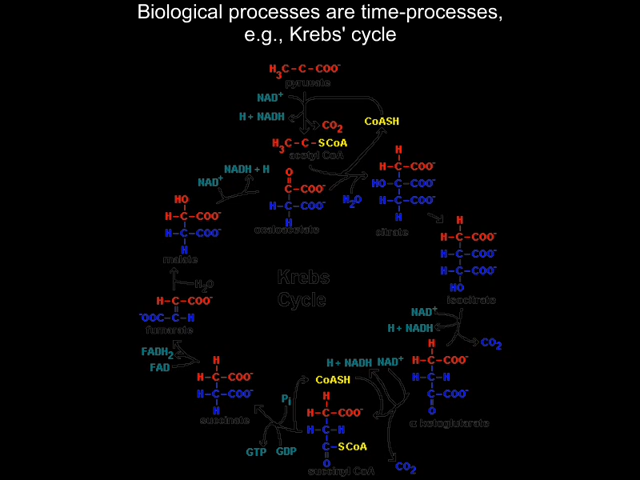 Biological processes are time-processes,
e.g., Krebs' cycle
H3C-C-COO-
pyruvate
NAD+
H + NADH
CO2
CoASH
H3C-C-SCoA
acetyl CoA
NADH + H
NAD+
O
C-COO-
H-C-COO-
H
oxaloacetate
H2O
H
H-C-COO-
HO-C-COO-
H-C-COO-
H
citrate
HO
H-C-COO-
H-C-COO-
H
malate
H
H-C-COO-
H-C-COO-
H-C-COO-
HO
isocitrate
Krebs
Cycle
H2O
H-C-COO-
-OOC-C-H
fumarate
NAD+
H + NADH
CO2
FADH2
FAD
H
H-C-COO-
H-C-COO-
H
succinate
H + NADH NAD+
CoASH
Pi
GTP GDP
H
H-C-COO-
H-C-H
C-SCoA
O
succinyl CoA
CO2
H
H-C-COO-
H-C-H
C-COO-
O
α ketoglutarate